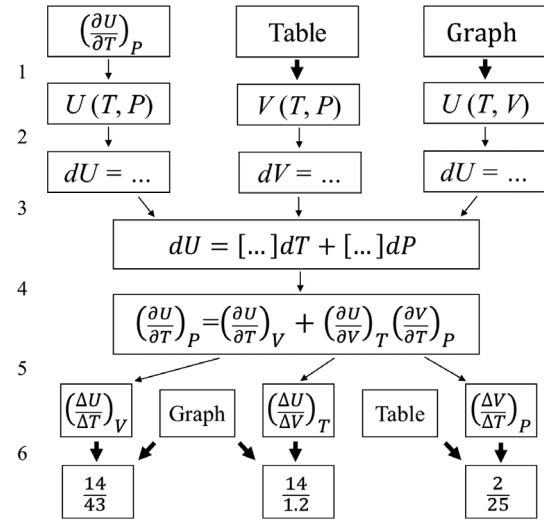 (∂U/∂T)_P Table Graph
1
U (T, P) V (T, P) U (T, V)
2
dU = ... dV = ... dU = ...
3
dU = [...]dT + [...]dP
4
(∂U/∂T)_P=(∂U/∂T)_V + (∂U/∂V)_T (∂V/∂T)_P
5
(ΔU/ΔT)_V Graph (ΔU/ΔV)_T Table (ΔV/ΔT)_P
6
14/43 14/1.2 2/25